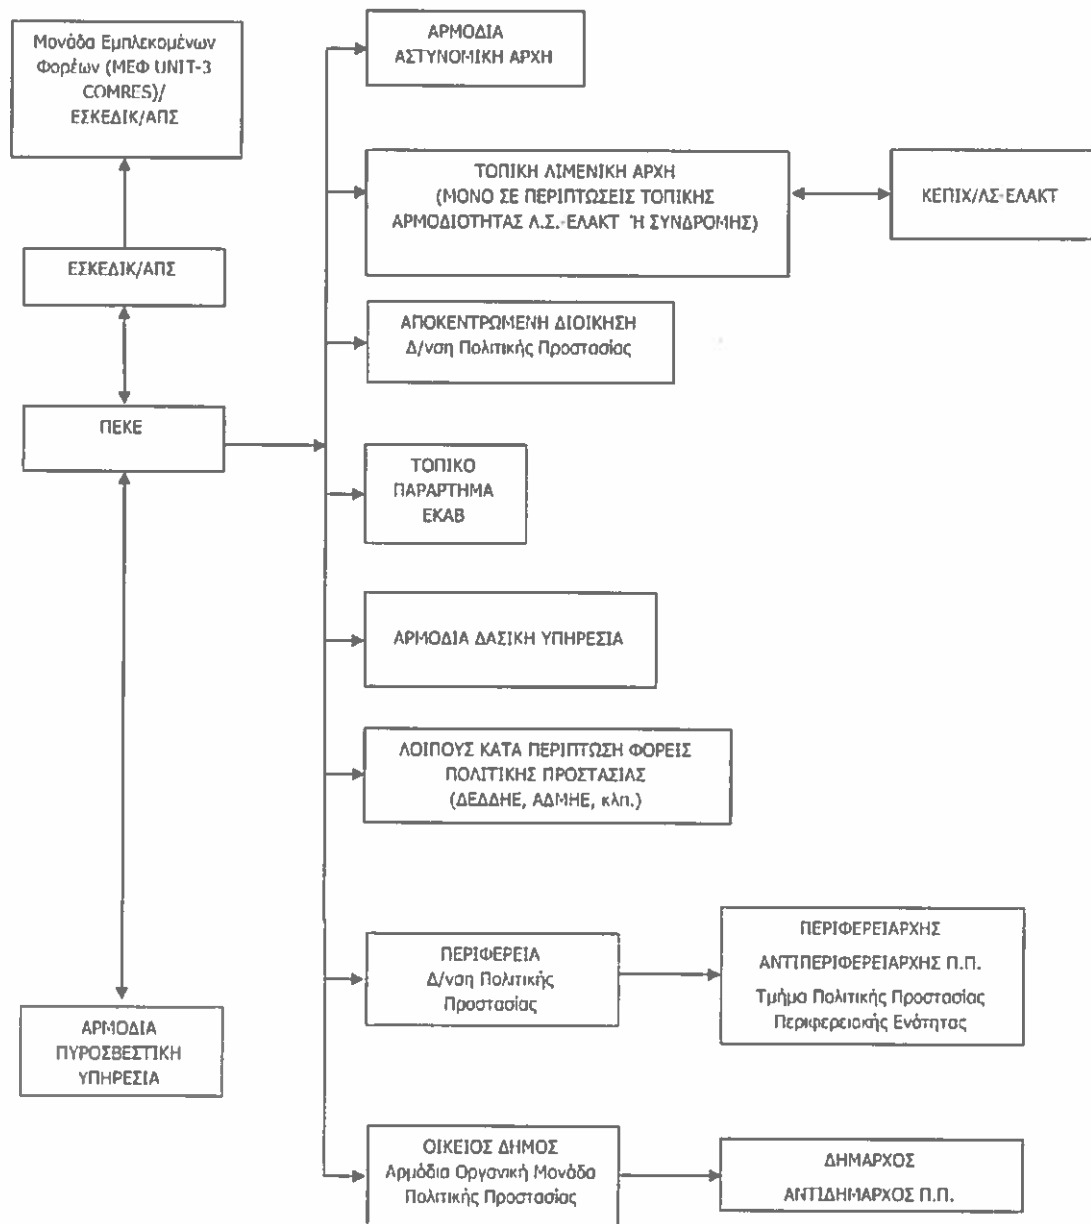 Μονάδα Εμπλεκομένων
Φορέων (ΜΕΦ UNIT-3
COMRES)/
ΕΣΚΕΔΙΚ/ΑΠΣ
ΕΣΚΕΔΙΚ/ΑΠΣ
ΠΕΚΕ
ΑΡΜΟΔΙΑ
ΠΥΡΟΣΒΕΣΤΙΚΗ
ΥΠΗΡΕΣΙΑ
ΑΡΜΟΔΙΑ
ΑΣΤΥΝΟΜΙΚΗ ΑΡΧΗ
ΤΟΠΙΚΗ ΛΙΜΕΝΙΚΗ ΑΡΧΗ
(ΜΟΝΟ ΣΕ ΠΕΡΙΠΤΩΣΕΙΣ ΤΟΠΙΚΗΣ
ΑΡΜΟΔΙΟΤΗΤΑΣ Λ.Σ.-ΕΛΑΚΤ Ή ΣΥΝΔΡΟΜΗΣ)
ΚΕΠΙΧ/ΛΣ-ΕΛΑΚΤ
ΑΠΟΚΕΝΤΡΩΜΕΝΗ ΔΙΟΙΚΗΣΗ
Δ/νση Πολιτικής Προστασίας
ΤΟΠΙΚΟ
ΠΑΡΑΡΤΗΜΑ
ΕΚΑΒ
ΑΡΜΟΔΙΑ ΔΑΣΙΚΗ ΥΠΗΡΕΣΙΑ
ΛΟΙΠΟΥΣ ΚΑΤΑ ΠΕΡΙΠΤΩΣΗ ΦΟΡΕΙΣ
ΠΟΛΙΤΙΚΗΣ ΠΡΟΣΤΑΣΙΑΣ
(ΔΕΔΔΗΕ, ΑΔΜΗΕ, κλπ.)
ΠΕΡΙΦΕΡΕΙΑ
Δ/νση Πολιτικής
Προστασίας
ΠΕΡΙΦΕΡΕΙΑΡΧΗΣ
ΑΝΤΙΠΕΡΙΦΕΡΕΙΑΡΧΗΣ Π.Π.
Τμήμα Πολιτικής Προστασίας
Περιφερειακής Ενότητας
ΟΙΚΕΙΟΣ ΔΗΜΟΣ
Αρμόδια Οργανική Μονάδα
Πολιτικής Προστασίας
ΔΗΜΑΡΧΟΣ
ΑΝΤΙΔΗΜΑΡΧΟΣ Π.Π.